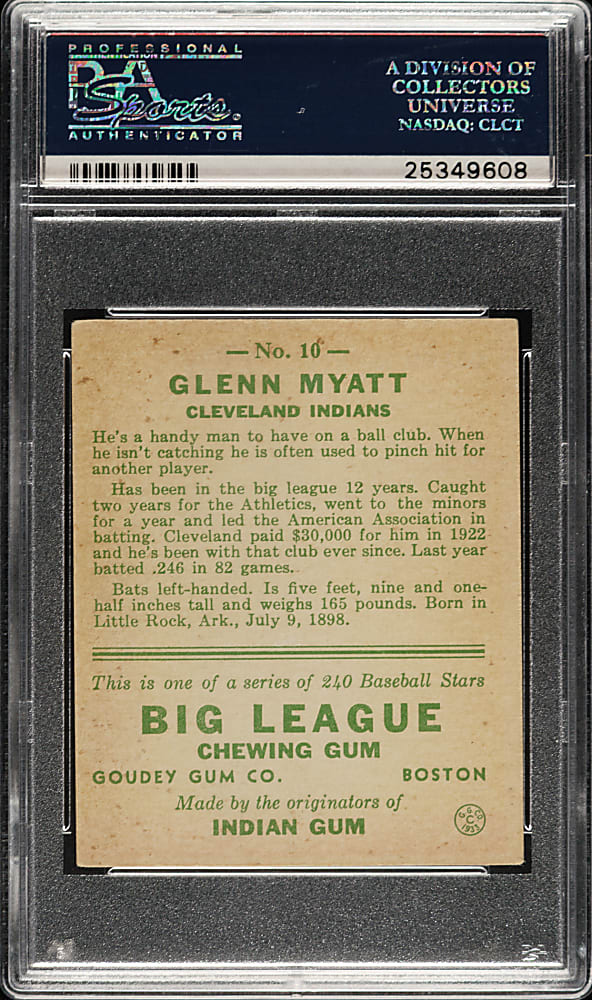 PROFESSIONAL
PSA
Sports.
AUTHENTICATOR
A DIVISION OF
COLLECTORS
UNIVERSE
NASDAQ: CLCT
25349608
— No. 10 —
GLENN MYATT
CLEVELAND INDIANS
He's a handy man to have on a ball club. When
he isn't catching he is often used to pinch hit for
another player.
Has been in the big league 12 years. Caught
two years for the Athletics, went to the minors
for a year and led the American Association in
batting. Cleveland paid $30,000 for him in 1922
and he's been with that club ever since. Last year
batted .246 in 82 games.
Bats left-handed. Is five feet, nine and one-
half inches tall and weighs 165 pounds. Born in
Little Rock, Ark., July 9, 1898.
This is one of a series of 240 Baseball Stars
BIG LEAGUE
CHEWING GUM
GOUDEY GUM CO. BOSTON
Made by the originators of
INDIAN GUM
G.G.CO.
C
1933